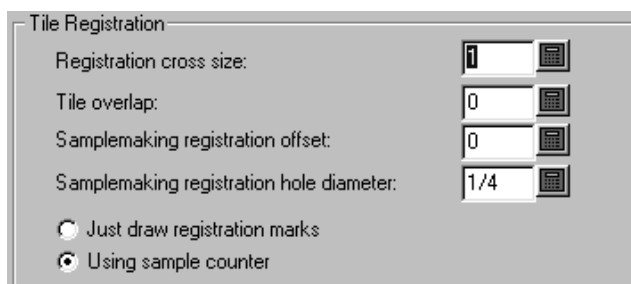 Tile Registration
Registration cross size: 1
Tile overlap: 0
Samplemaking registration offset: 0
Samplemaking registration hole diameter: 1/4
Just draw registration marks
Using sample counter